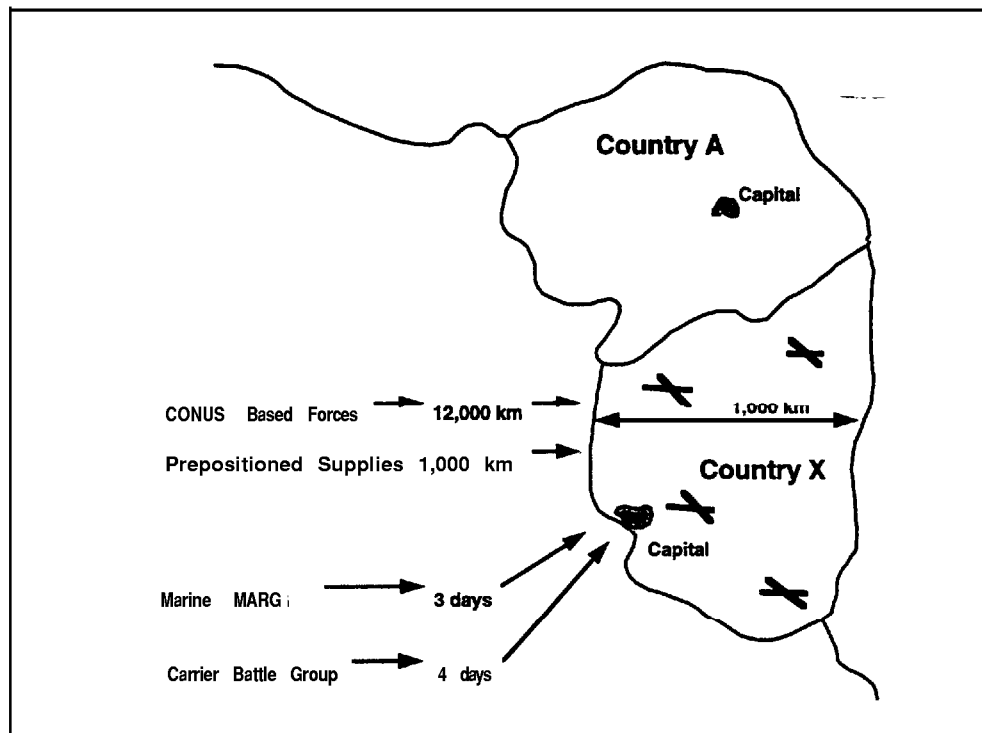 Country A
Capital
CONUS Based Forces 12,000 km
1,000 km
Prepositioned Supplies 1,000 km
Country X
Capital
Marine MARG
3 days
Carrier Battle Group
4 days